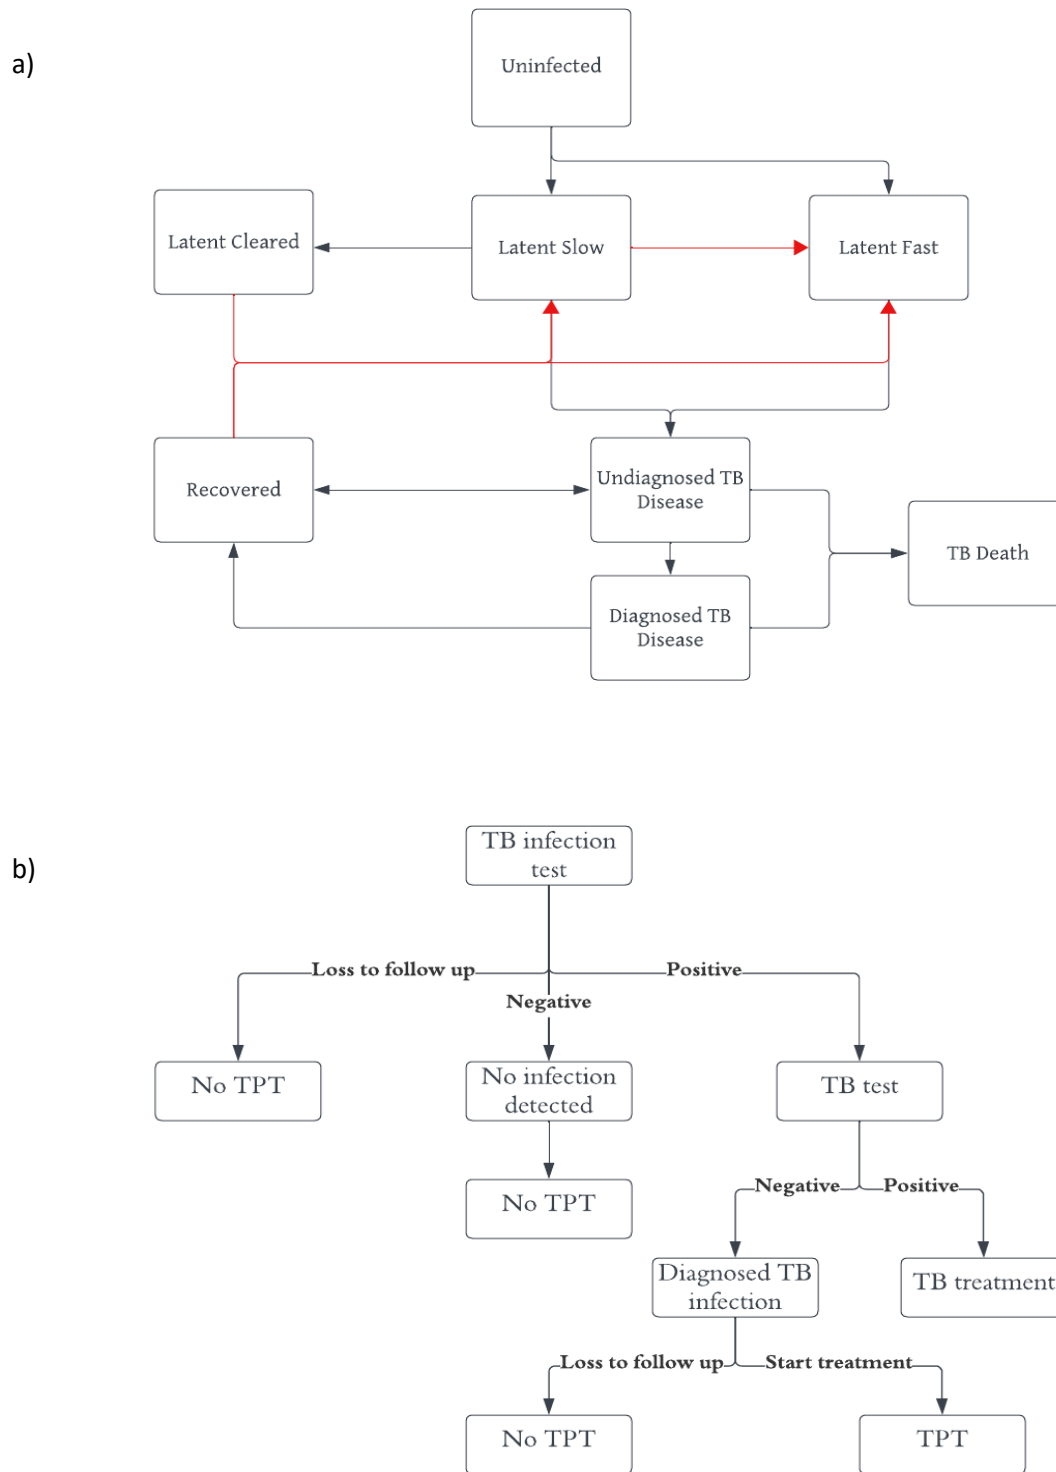 a)
Uninfected
Latent Cleared
Latent Slow
Latent Fast
Recovered
Undiagnosed TB
Disease
TB Death
Diagnosed TB
Disease
b)
TB infection
test
Loss to follow up
Positive
Negative
No TPT
No infection
detected
TB test
No TPT
Negative
Positive
Diagnosed TB
infection
TB treatment
Loss to follow up
Start treatment
No TPT
TPT